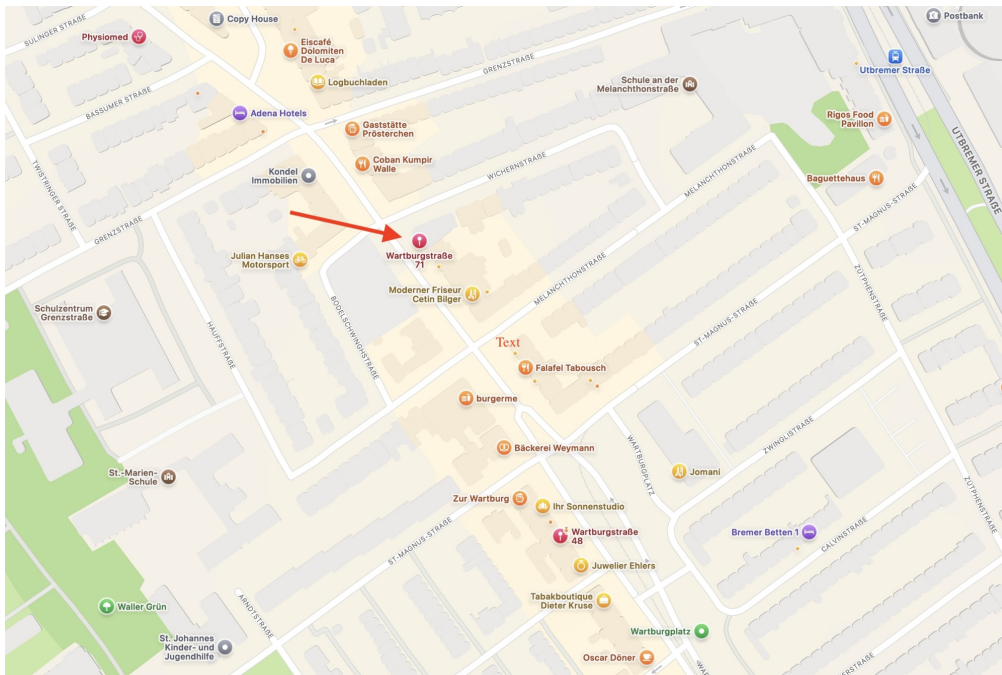 Copy House
Postbank
SULINGER STRAßE
Physiomed
Eiscafé
Dolomiten
De Luca
Utbremer Straße
GRENZSTRAßE
Logbuchladen
Schule an der
Melanchthonstraße
BASSUMER STRAßE
Adena Hotels
Rigos Food
Pavillon
Gaststätte
Prösterchen
UTBREMER STRAßE
Coban Kumpir
Walle
WICHERNSTRAßE
Kondel
Immobilien
MELANCHTHONSTRAßE
Baguettehaus
TWISTRINGER STRAßE
ST-MAGNUS-STRAßE
GRENZSTRAßE
Wartburgstraße
71
Julian Hanses
Motorsport
MELANCHTHONSTRAßE
Moderner Friseur
Cetin Bilger
ZÜTPHENSTRAßE
Schulzentrum
Grenzstraße
BODELSCHWINGHSTRAßE
ST-MAGNUS-STRAßE
HAUFFSTRAßE
Text
Falafel Tabousch
burgerme
ZWINGLISTRAßE
Bäckerei Weymann
WARTBURGPLATZ
St.-Marien-
Schule
Jomani
ZÜTPHENSTRAßE
Zur Wartburg
Ihr Sonnenstudio
ST-MAGNUS-STRAßE
Wartburgstraße
48
Bremer Betten 1
CALVINSTRAßE
Juwelier Ehlers
Waller Grün
ARNDTSTRAßE
Tabakboutique
Dieter Kruse
Wartburgplatz
St. Johannes
Kinder- und
Jugendhilfe
Oscar Döner